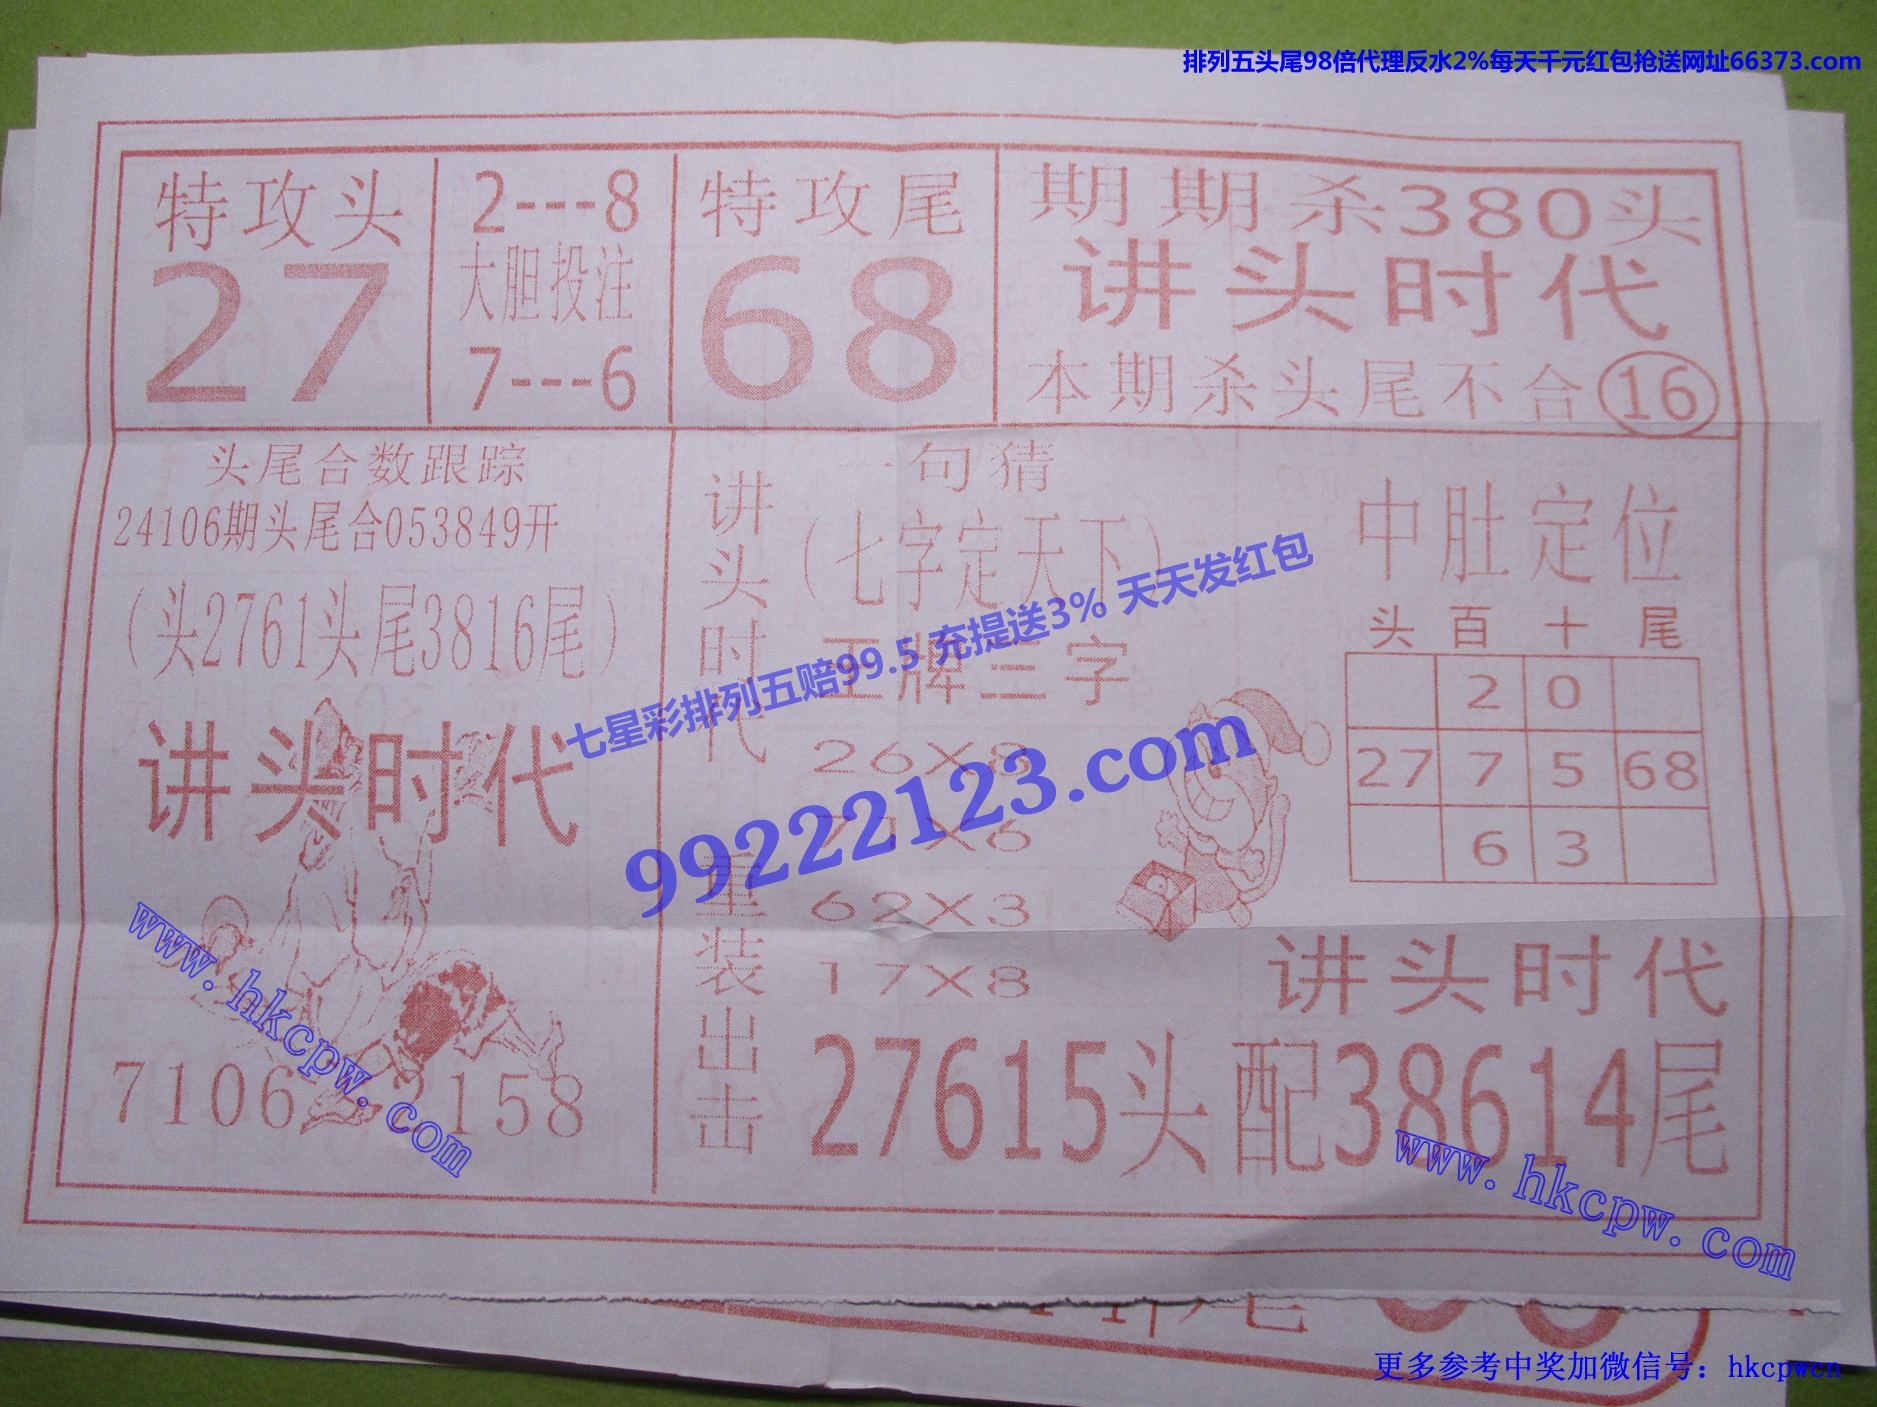 排列五头尾98倍代理反水2%每天千元红包抢送网址66373.com
特攻头
27
2---8
大胆投注
7---6
特攻尾
68
期期杀380头
讲头时代
本期杀头尾不合16
头尾合数跟踪
24106期头尾合053849开
(头2761头尾3816尾)
讲头时代
7106
158
讲头时代
重装出击
一句猜
(七字定天下)
正牌三字
26X8
71X6
62X3
17X8
中肚定位
头 百 十 尾
2 0
27 7 5 68
6 3
讲头时代
27615头配38614尾
七星彩排列五赔99.5 充提送3% 天天发红包
99222123.com
www.hkcpw.com
www.hkcpw.com
更多参考中奖加微信号：hkcpwcn